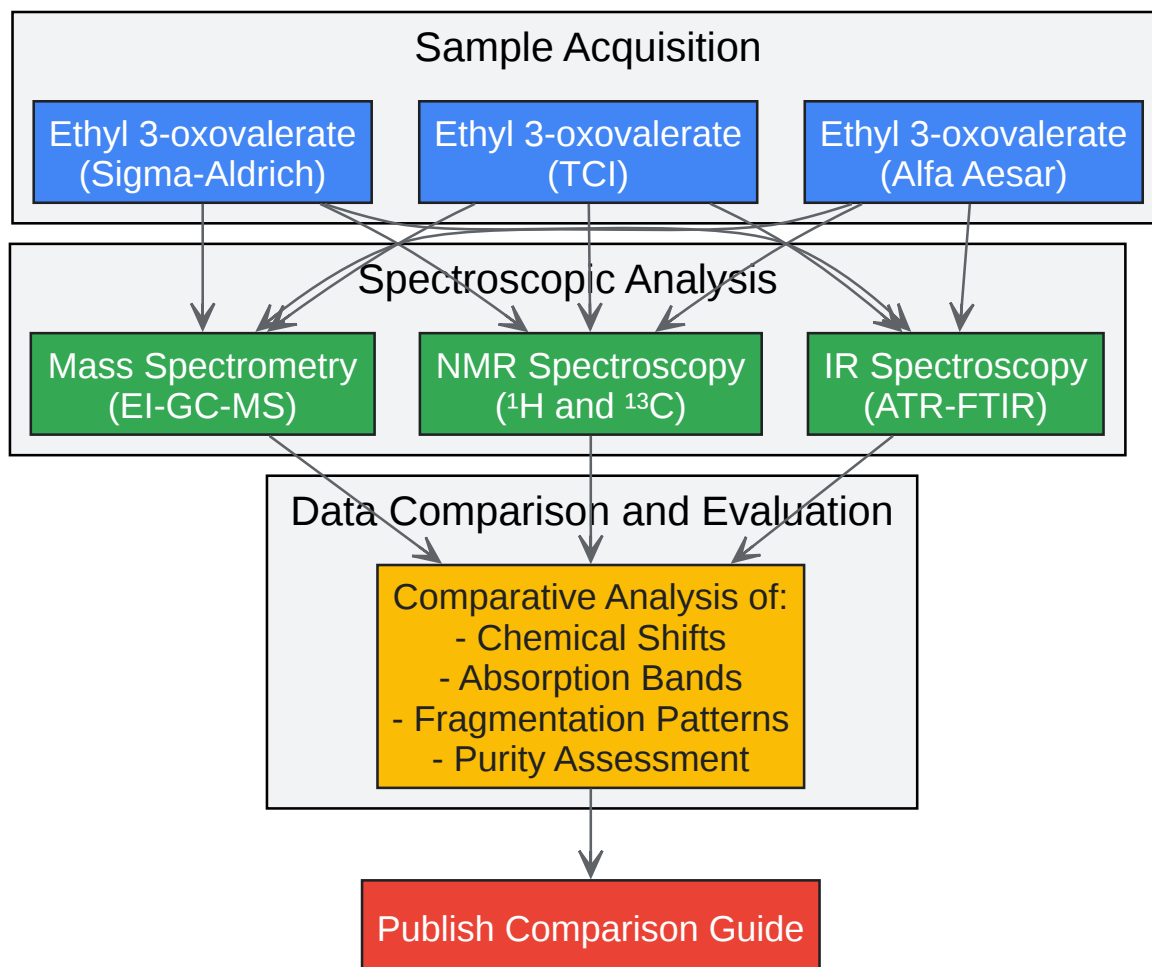 Sample Acquisition
Ethyl 3-oxovalerate
(Sigma-Aldrich)
Ethyl 3-oxovalerate
(TCI)
Ethyl 3-oxovalerate
(Alfa Aesar)
Spectroscopic Analysis
Mass Spectrometry
(EI-GC-MS)
NMR Spectroscopy
(¹H and ¹³C)
IR Spectroscopy
(ATR-FTIR)
Data Comparison and Evaluation
Comparative Analysis of:
- Chemical Shifts
- Absorption Bands
- Fragmentation Patterns
- Purity Assessment
Publish Comparison Guide